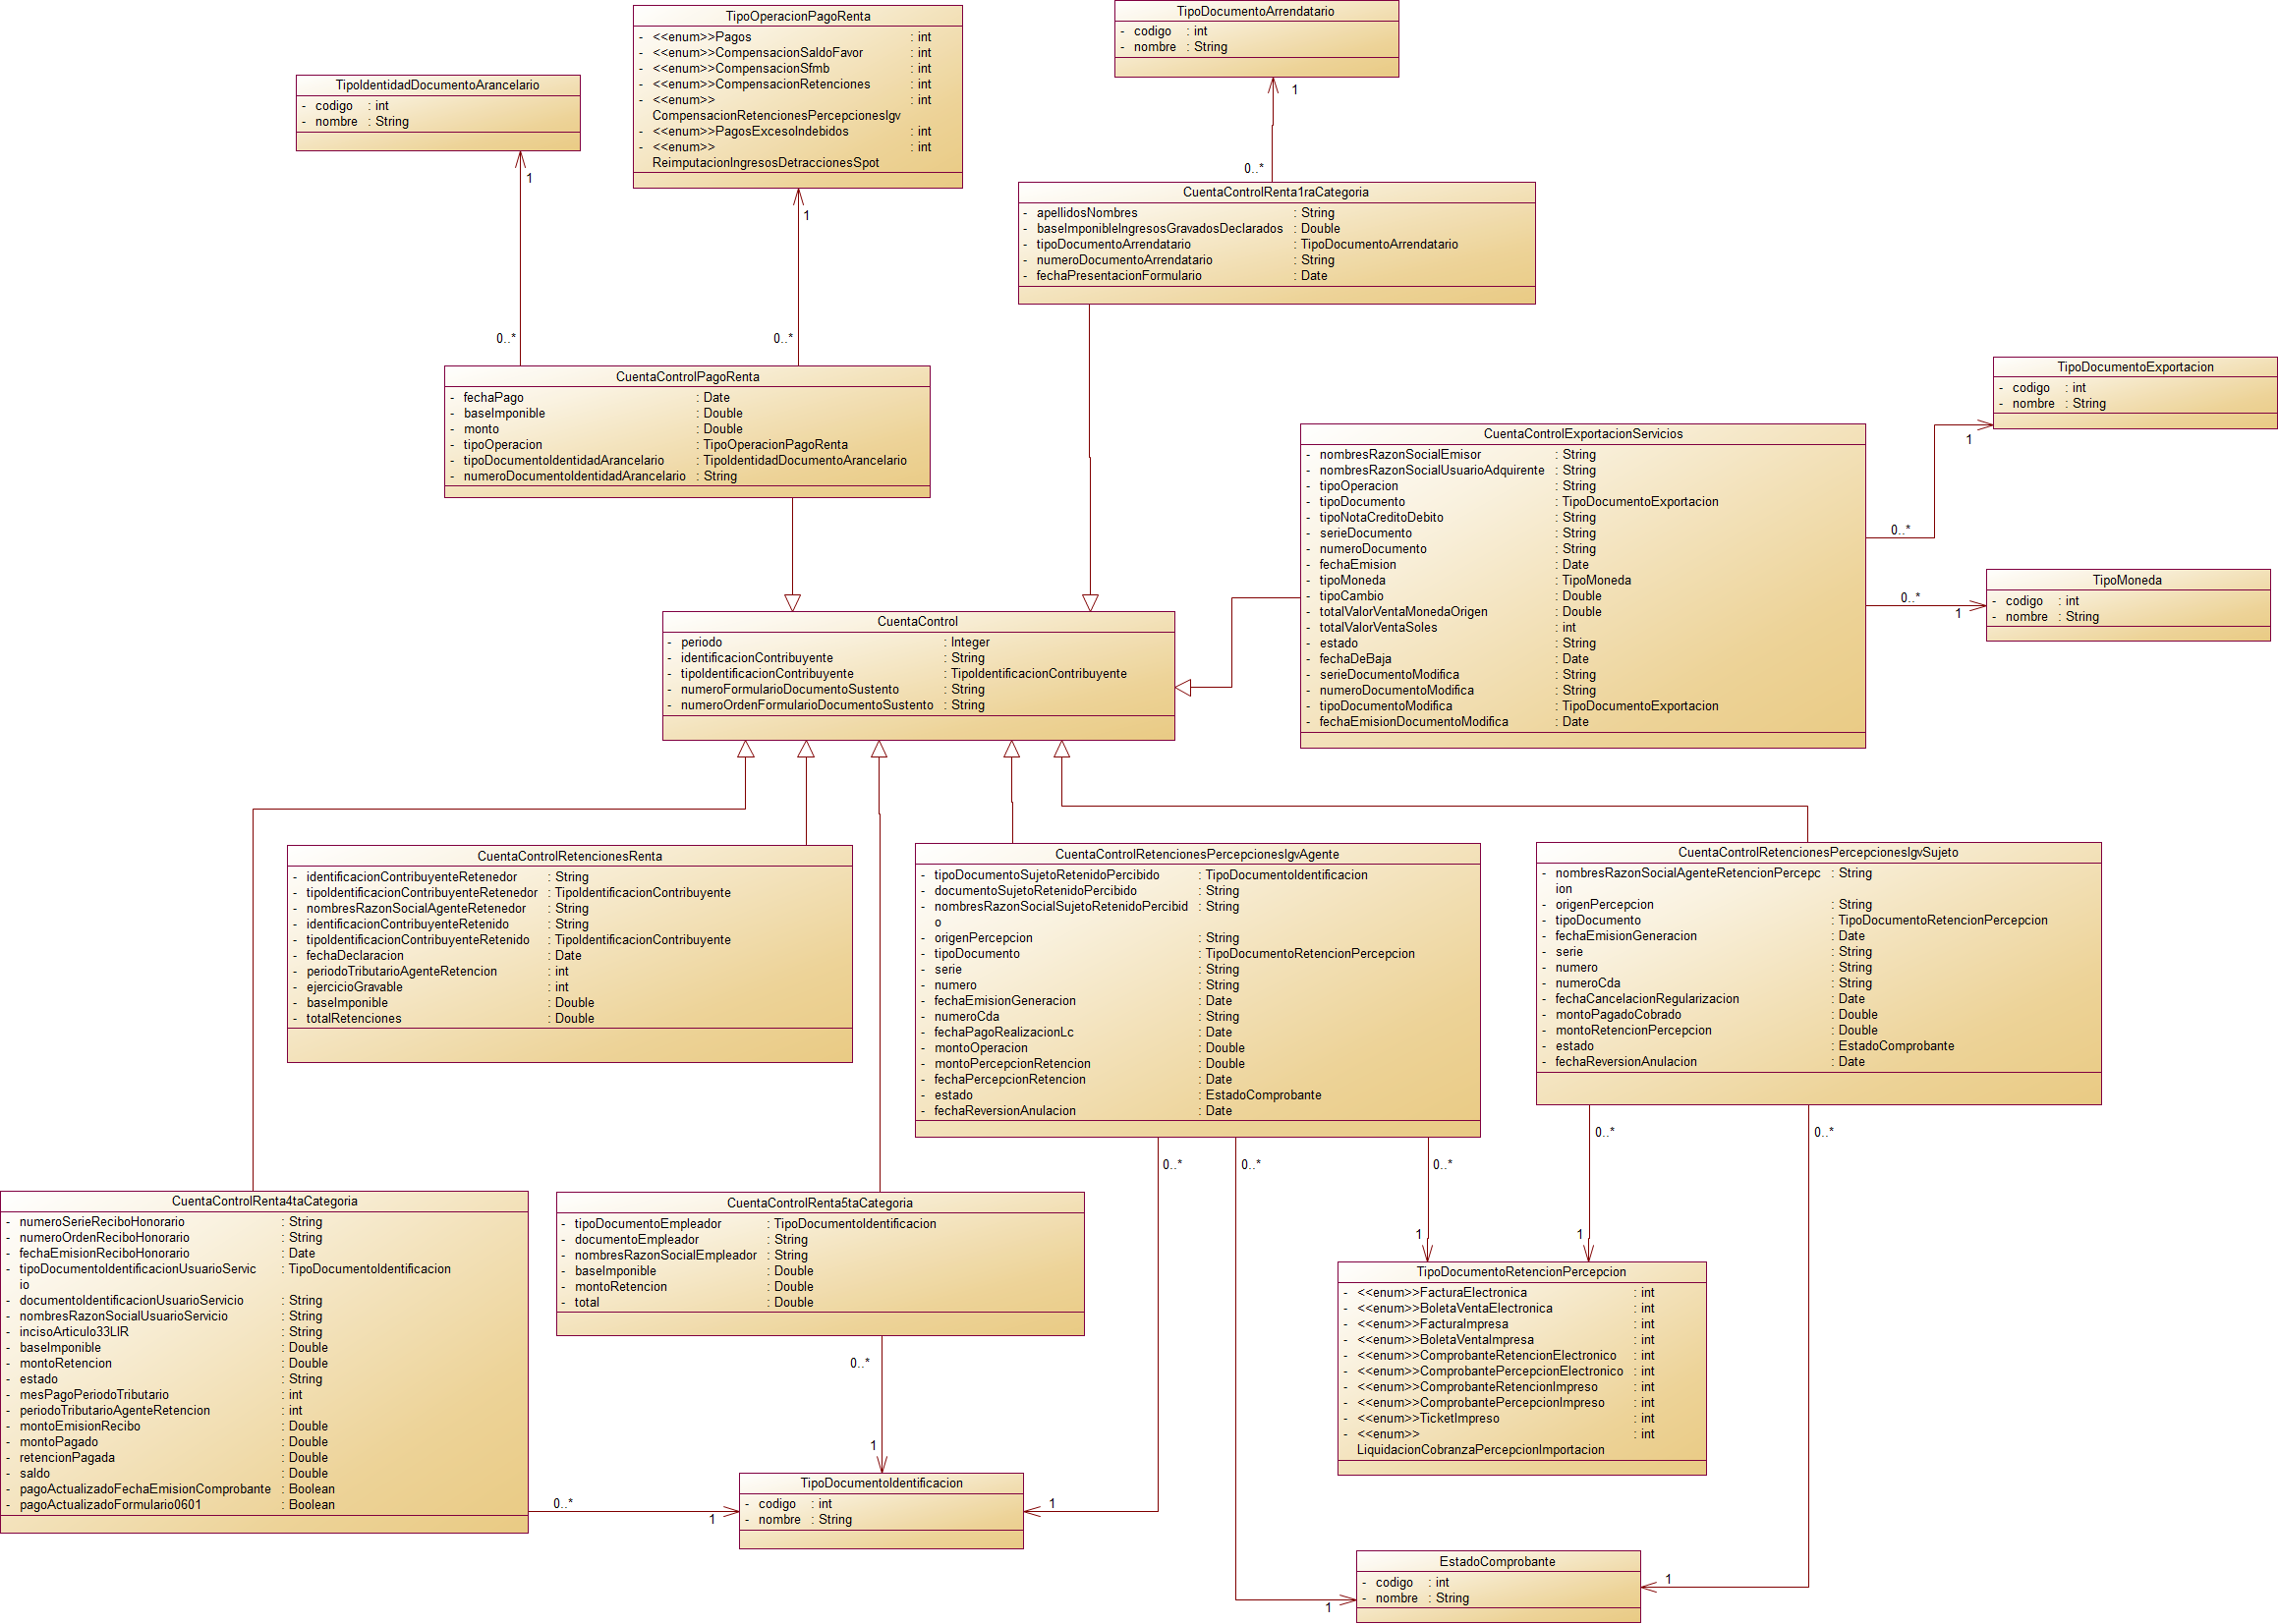 TipoOperacionPagoRenta
- <<enum>>Pagos : int
- <<enum>>CompensacionSaldoFavor : int
- <<enum>>CompensacionSfmb : int
- <<enum>>CompensacionRetenciones : int
- <<enum>> : int
CompensacionRetencionesPercepcionesIgv
- <<enum>>PagosExcesoIndebidos : int
- <<enum>> : int
ReimputacionIngresosDetraccionesSpot
TipoDocumentoArrendatario
- codigo : int
- nombre : String
TipoIdentidadDocumentoArancelario
- codigo : int
- nombre : String
1
1
1
0..*
0..*
0..*
CuentaControlRenta1raCategoria
- apellidosNombres : String
- baseImponibleIngresosGravadosDeclarados : Double
- tipoDocumentoArrendatario : TipoDocumentoArrendatario
- numeroDocumentoArrendatario : String
- fechaPresentacionFormulario : Date
CuentaControlPagoRenta
- fechaPago : Date
- baseImponible : Double
- monto : Double
- tipoOperacion : TipoOperacionPagoRenta
- tipoDocumentoIdentidadArancelario : TipoIdentidadDocumentoArancelario
- numeroDocumentoIdentidadArancelario : String
TipoDocumentoExportacion
- codigo : int
- nombre : String
1
0..*
CuentaControlExportacionServicios
- nombresRazonSocialEmisor : String
- nombresRazonSocialUsuarioAdquirente : String
- tipoOperacion : String
- tipoDocumento : TipoDocumentoExportacion
- tipoNotaCreditoDebito : String
- serieDocumento : String
- numeroDocumento : String
- fechaEmision : Date
- tipoMoneda : TipoMoneda
- tipoCambio : Double
- totalValorVentaMonedaOrigen : Double
- totalValorVentaSoles : int
- estado : String
- fechaDeBaja : Date
- serieDocumentoModifica : String
- numeroDocumentoModifica : String
- tipoDocumentoModifica : TipoDocumentoExportacion
- fechaEmisionDocumentoModifica : Date
TipoMoneda
- codigo : int
- nombre : String
0..*
1
CuentaControl
- periodo : Integer
- identificacionContribuyente : String
- tipoIdentificacionContribuyente : TipoIdentificacionContribuyente
- numeroFormularioDocumentoSustento : String
- numeroOrdenFormularioDocumentoSustento : String
CuentaControlRetencionesRenta
- identificacionContribuyenteRetenedor : String
- tipoIdentificacionContribuyenteRetenedor : TipoIdentificacionContribuyente
- nombresRazonSocialAgenteRetenedor : String
- identificacionContribuyenteRetenido : String
- tipoIdentificacionContribuyenteRetenido : TipoIdentificacionContribuyente
- fechaDeclaracion : Date
- periodoTributarioAgenteRetencion : int
- ejercicioGravable : int
- baseImponible : Double
- totalRetenciones : Double
CuentaControlRetencionesPercepcionesIgvAgente
- tipoDocumentoSujetoRetenidoPercibido : TipoDocumentoIdentificacion
- documentoSujetoRetenidoPercibido : String
- nombresRazonSocialSujetoRetenidoPercibid : String
o
- origenPercepcion : String
- tipoDocumento : TipoDocumentoRetencionPercepcion
- serie : String
- numero : String
- fechaEmisionGeneracion : Date
- numeroCda : String
- fechaPagoRealizacionLc : Date
- montoOperacion : Double
- montoPercepcionRetencion : Double
- fechaPercepcionRetencion : Date
- estado : EstadoComprobante
- fechaReversionAnulacion : Date
CuentaControlRetencionesPercepcionesIgvSujeto
- nombresRazonSocialAgenteRetencionPercepc : String
ion
- origenPercepcion : String
- tipoDocumento : TipoDocumentoRetencionPercepcion
- fechaEmisionGeneracion : Date
- serie : String
- numero : String
- numeroCda : String
- fechaCancelacionRegularizacion : Date
- montoPagadoCobrado : Double
- montoRetencionPercepcion : Double
- estado : EstadoComprobante
- fechaReversionAnulacion : Date
0..*
0..*
0..*
0..*
0..*
1
1
CuentaControlRenta4taCategoria
- numeroSerieReciboHonorario : String
- numeroOrdenReciboHonorario : String
- fechaEmisionReciboHonorario : Date
- tipoDocumentoIdentificacionUsuarioServic : TipoDocumentoIdentificacion
io
- documentoIdentificacionUsuarioServicio : String
- nombresRazonSocialUsuarioServicio : String
- incisoArticulo33LIR : String
- baseImponible : Double
- montoRetencion : Double
- estado : String
- mesPagoPeriodoTributario : int
- periodoTributarioAgenteRetencion : int
- montoEmisionRecibo : Double
- montoPagado : Double
- retencionPagada : Double
- saldo : Double
- pagoActualizadoFechaEmisionComprobante : Boolean
- pagoActualizadoFormulario0601 : Boolean
CuentaControlRenta5taCategoria
- tipoDocumentoEmpleador : TipoDocumentoIdentificacion
- documentoEmpleador : String
- nombresRazonSocialEmpleador : String
- baseImponible : Double
- montoRetencion : Double
- total : Double
0..*
1
TipoDocumentoRetencionPercepcion
- <<enum>>FacturaElectronica : int
- <<enum>>BoletaVentaElectronica : int
- <<enum>>FacturaImpresa : int
- <<enum>>BoletaVentaImpresa : int
- <<enum>>ComprobanteRetencionElectronico : int
- <<enum>>ComprobantePercepcionElectronico : int
- <<enum>>ComprobanteRetencionImpreso : int
- <<enum>>ComprobantePercepcionImpreso : int
- <<enum>>TicketImpreso : int
- <<enum>> : int
LiquidacionCobranzaPercepcionImportacion
TipoDocumentoIdentificacion
- codigo : int
- nombre : String
0..*
1
1
EstadoComprobante
- codigo : int
- nombre : String
1
1